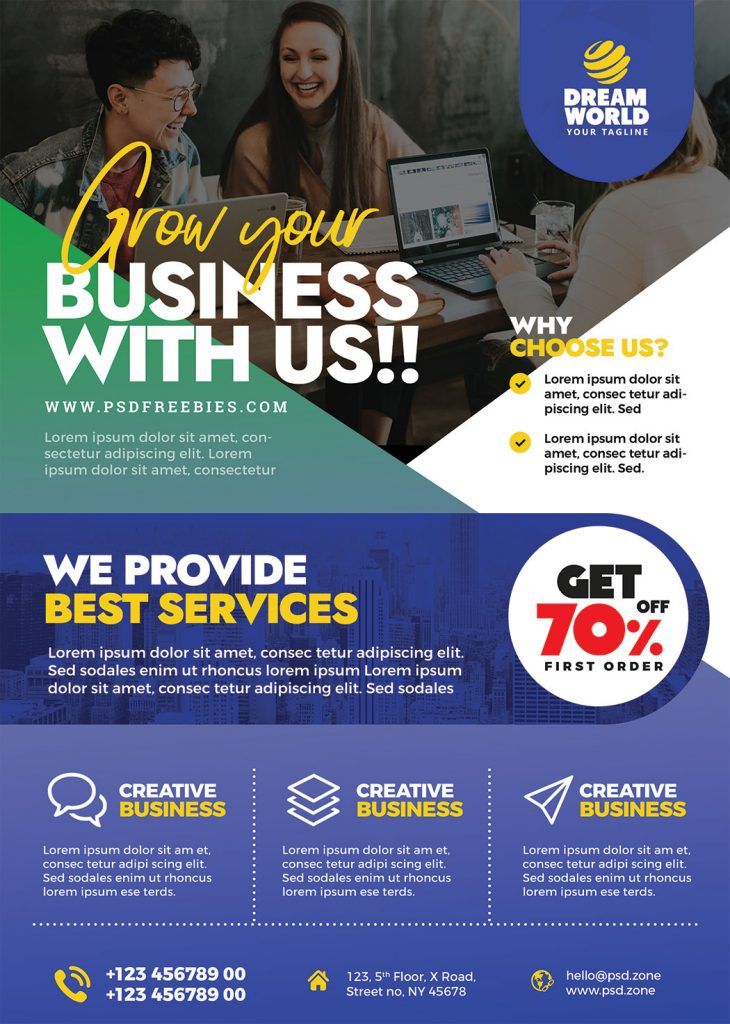 DREAM
WORLD
YOUR TAGLINE
Grow your
BUSINESS
WITH US!!
WWW.PSDFREEBIES.COM
Lorem ipsum dolor sit amet, con-
sectetur adipiscing elit. Lorem
ipsum dolor sit amet, consectetur
WHY
CHOOSE US?
Lorem ipsum dolor sit
amet, consec tetur adi-
piscing elit. Sed
Lorem ipsum dolor sit
amet, consec tetur adi-
piscing elit. Sed.
WE PROVIDE
BEST SERVICES
Lorem ipsum dolor sit amet, consectetur adipiscing elit.
Sed sodales enim ut rhoncus lorem ipsum Lorem ipsum
dolor sit amet, consectetur adipiscing elit. Sed sodales
GET
70% OFF
FIRST ORDER
CREATIVE
BUSINESS
Lorem ipsum dolor sit am et,
consec tetur adipi scing elit.
Sed sodales enim ut rhoncus
lorem ipsum ese terds.
CREATIVE
BUSINESS
Lorem ipsum dolor sit am et,
consec tetur adipi scing elit.
Sed sodales enim ut rhoncus
lorem ipsum ese terds.
CREATIVE
BUSINESS
Lorem ipsum dolor sit am et,
consec tetur adipi scing elit.
Sed sodales enim ut rhoncus
lorem ipsum ese terds.
+123 456789 00
+123 456789 00
123, 5th Floor, X Road,
Street no, NY 45678
hello@psd.zone
www.psd.zone